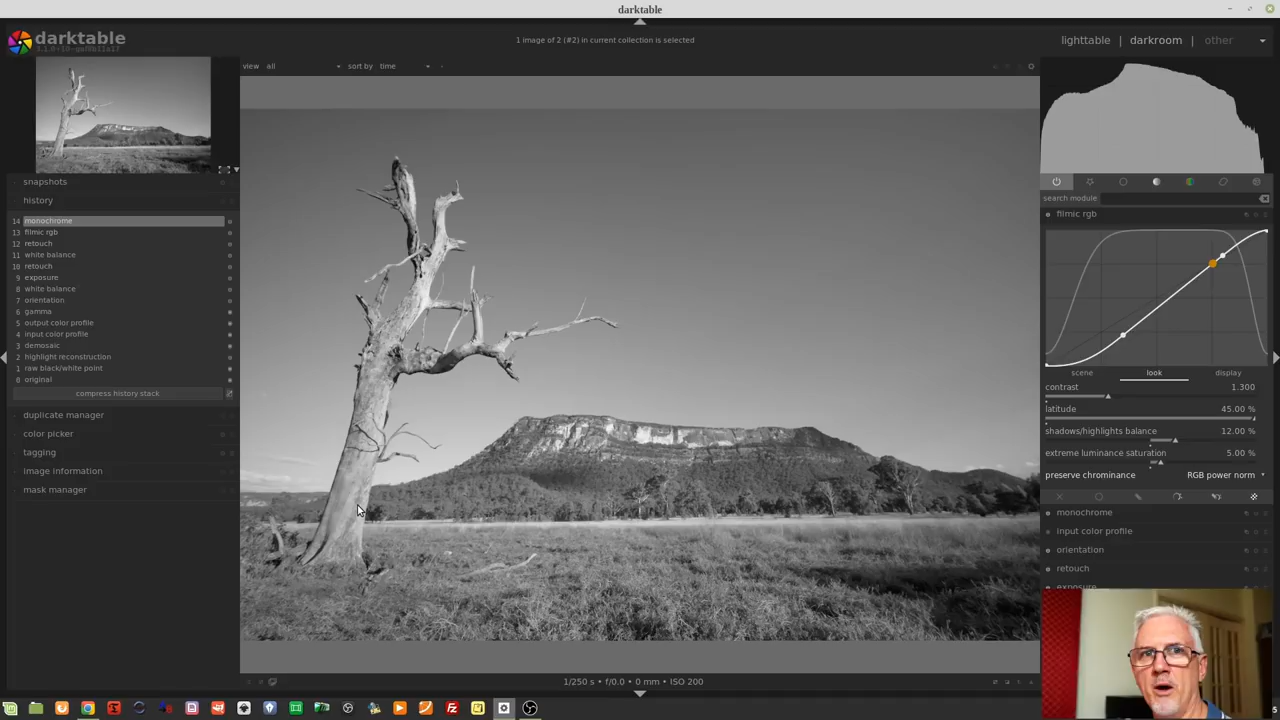 darktable
darktable
1 image of 2 (#2) in current collection is selected
lighttable | darkroom | other
view all sort by time
snapshots
history
14 monochrome
13 filmic rgb
12 retouch
11 white balance
10 retouch
9 exposure
8 white balance
7 orientation
6 gamma
5 output color profile
4 input color profile
3 demosaic
2 highlight reconstruction
1 raw black/white point
0 original
compress history stack
duplicate manager
color picker
tagging
image information
mask manager
1/250 s • f/0.0 • 0 mm • ISO 200
search module
filmic rgb
scene look display
contrast 1.300
latitude 45.00 %
shadows/highlights balance 12.00 %
extreme luminance saturation 5.00 %
preserve chrominance RGB power norm
monochrome
input color profile
orientation
retouch
exposure